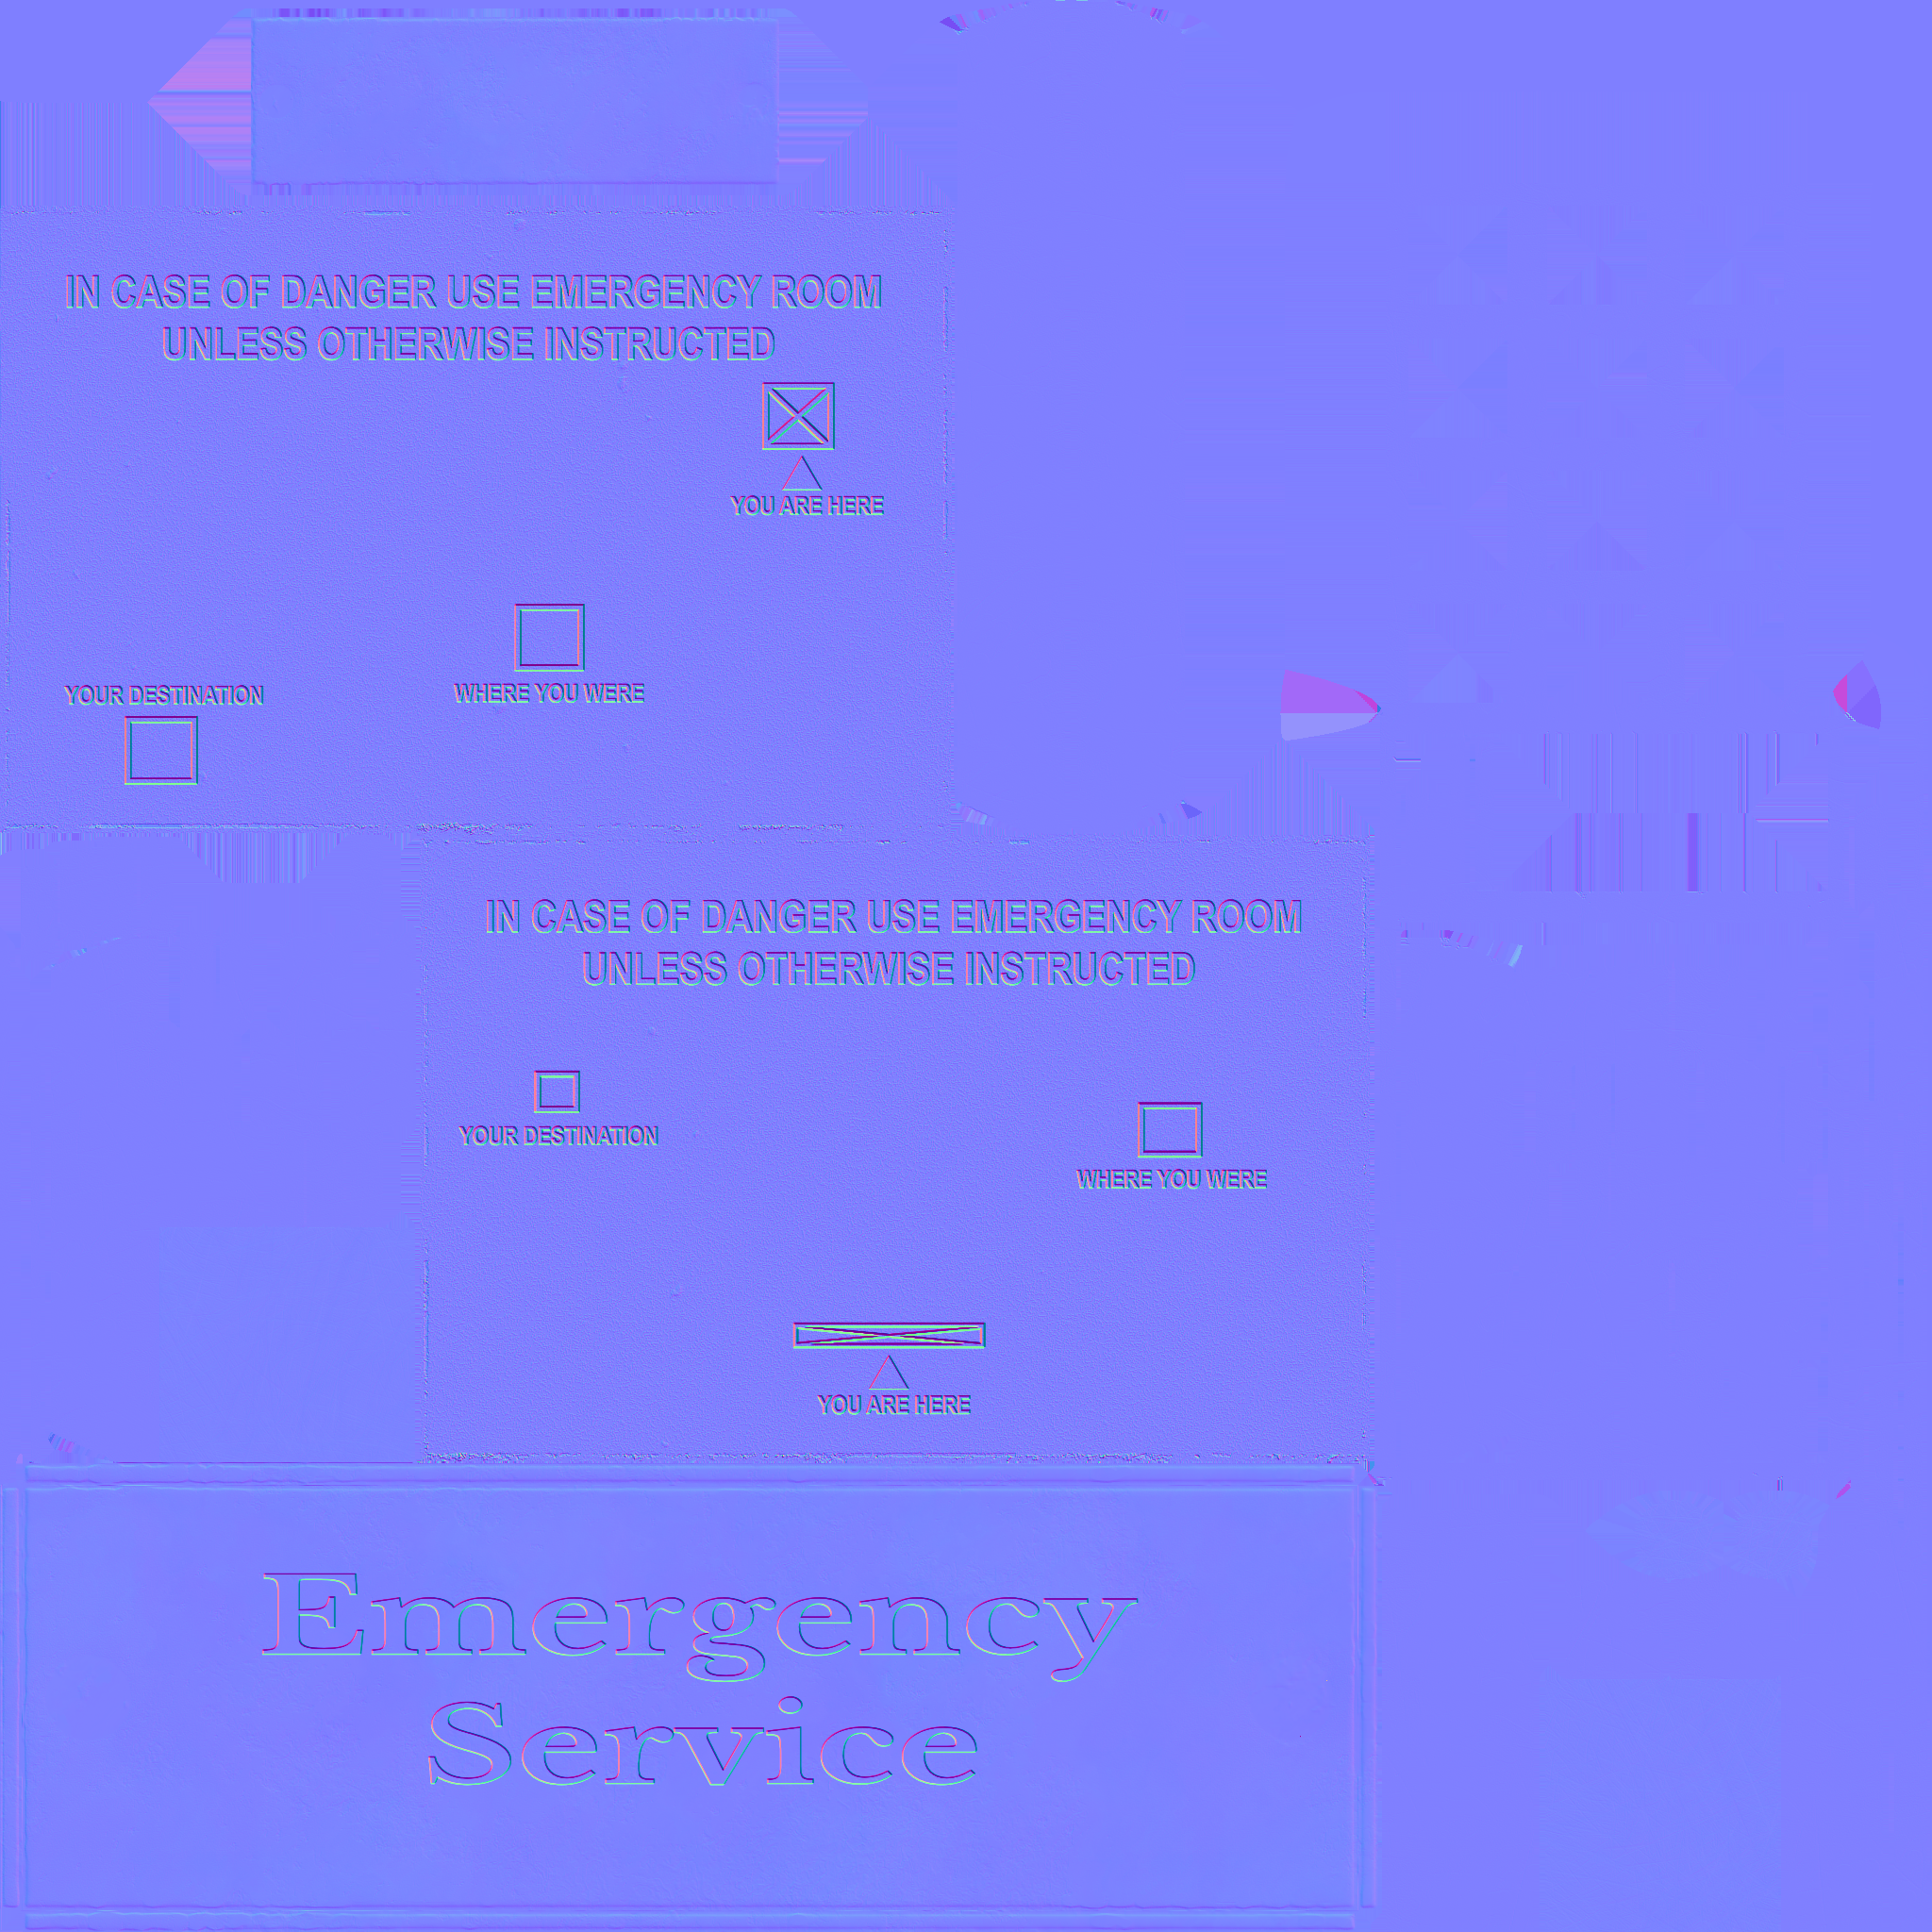 IN CASE OF DANGER USE EMERGENCY ROOM
UNLESS OTHERWISE INSTRUCTED
YOU ARE HERE
WHERE YOU WERE
YOUR DESTINATION
IN CASE OF DANGER USE EMERGENCY ROOM
UNLESS OTHERWISE INSTRUCTED
YOUR DESTINATION
WHERE YOU WERE
YOU ARE HERE
Emergency
Service